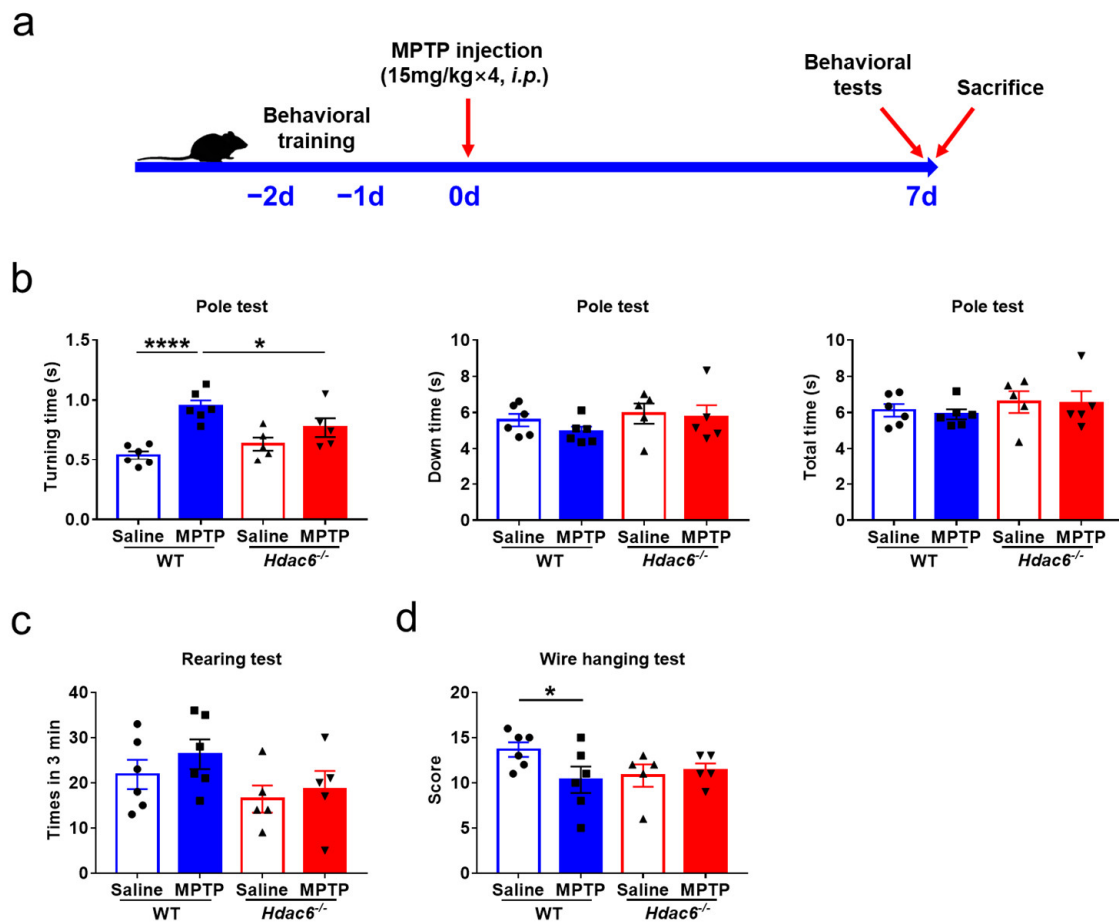 a
MPTP injection
(15mg/kg×4, i.p.)
Behavioral
training
Behavioral
tests
Sacrifice
−2d
−1d
0d
7d
b
Pole test
Turning time (s)
1.5
1.0
0.5
0.0
****
*
Saline MPTP Saline MPTP
WT
Hdac6-/-
Pole test
Down time (s)
10
8
6
4
2
0
Saline MPTP Saline MPTP
WT
Hdac6-/-
Pole test
Total time (s)
10
8
6
4
2
0
Saline MPTP Saline MPTP
WT
Hdac6-/-
c
Rearing test
Times in 3 min
40
30
20
10
0
Saline MPTP Saline MPTP
WT
Hdac6-/-
d
Wire hanging test
Score
20
15
10
5
0
*
Saline MPTP Saline MPTP
WT
Hdac6-/-